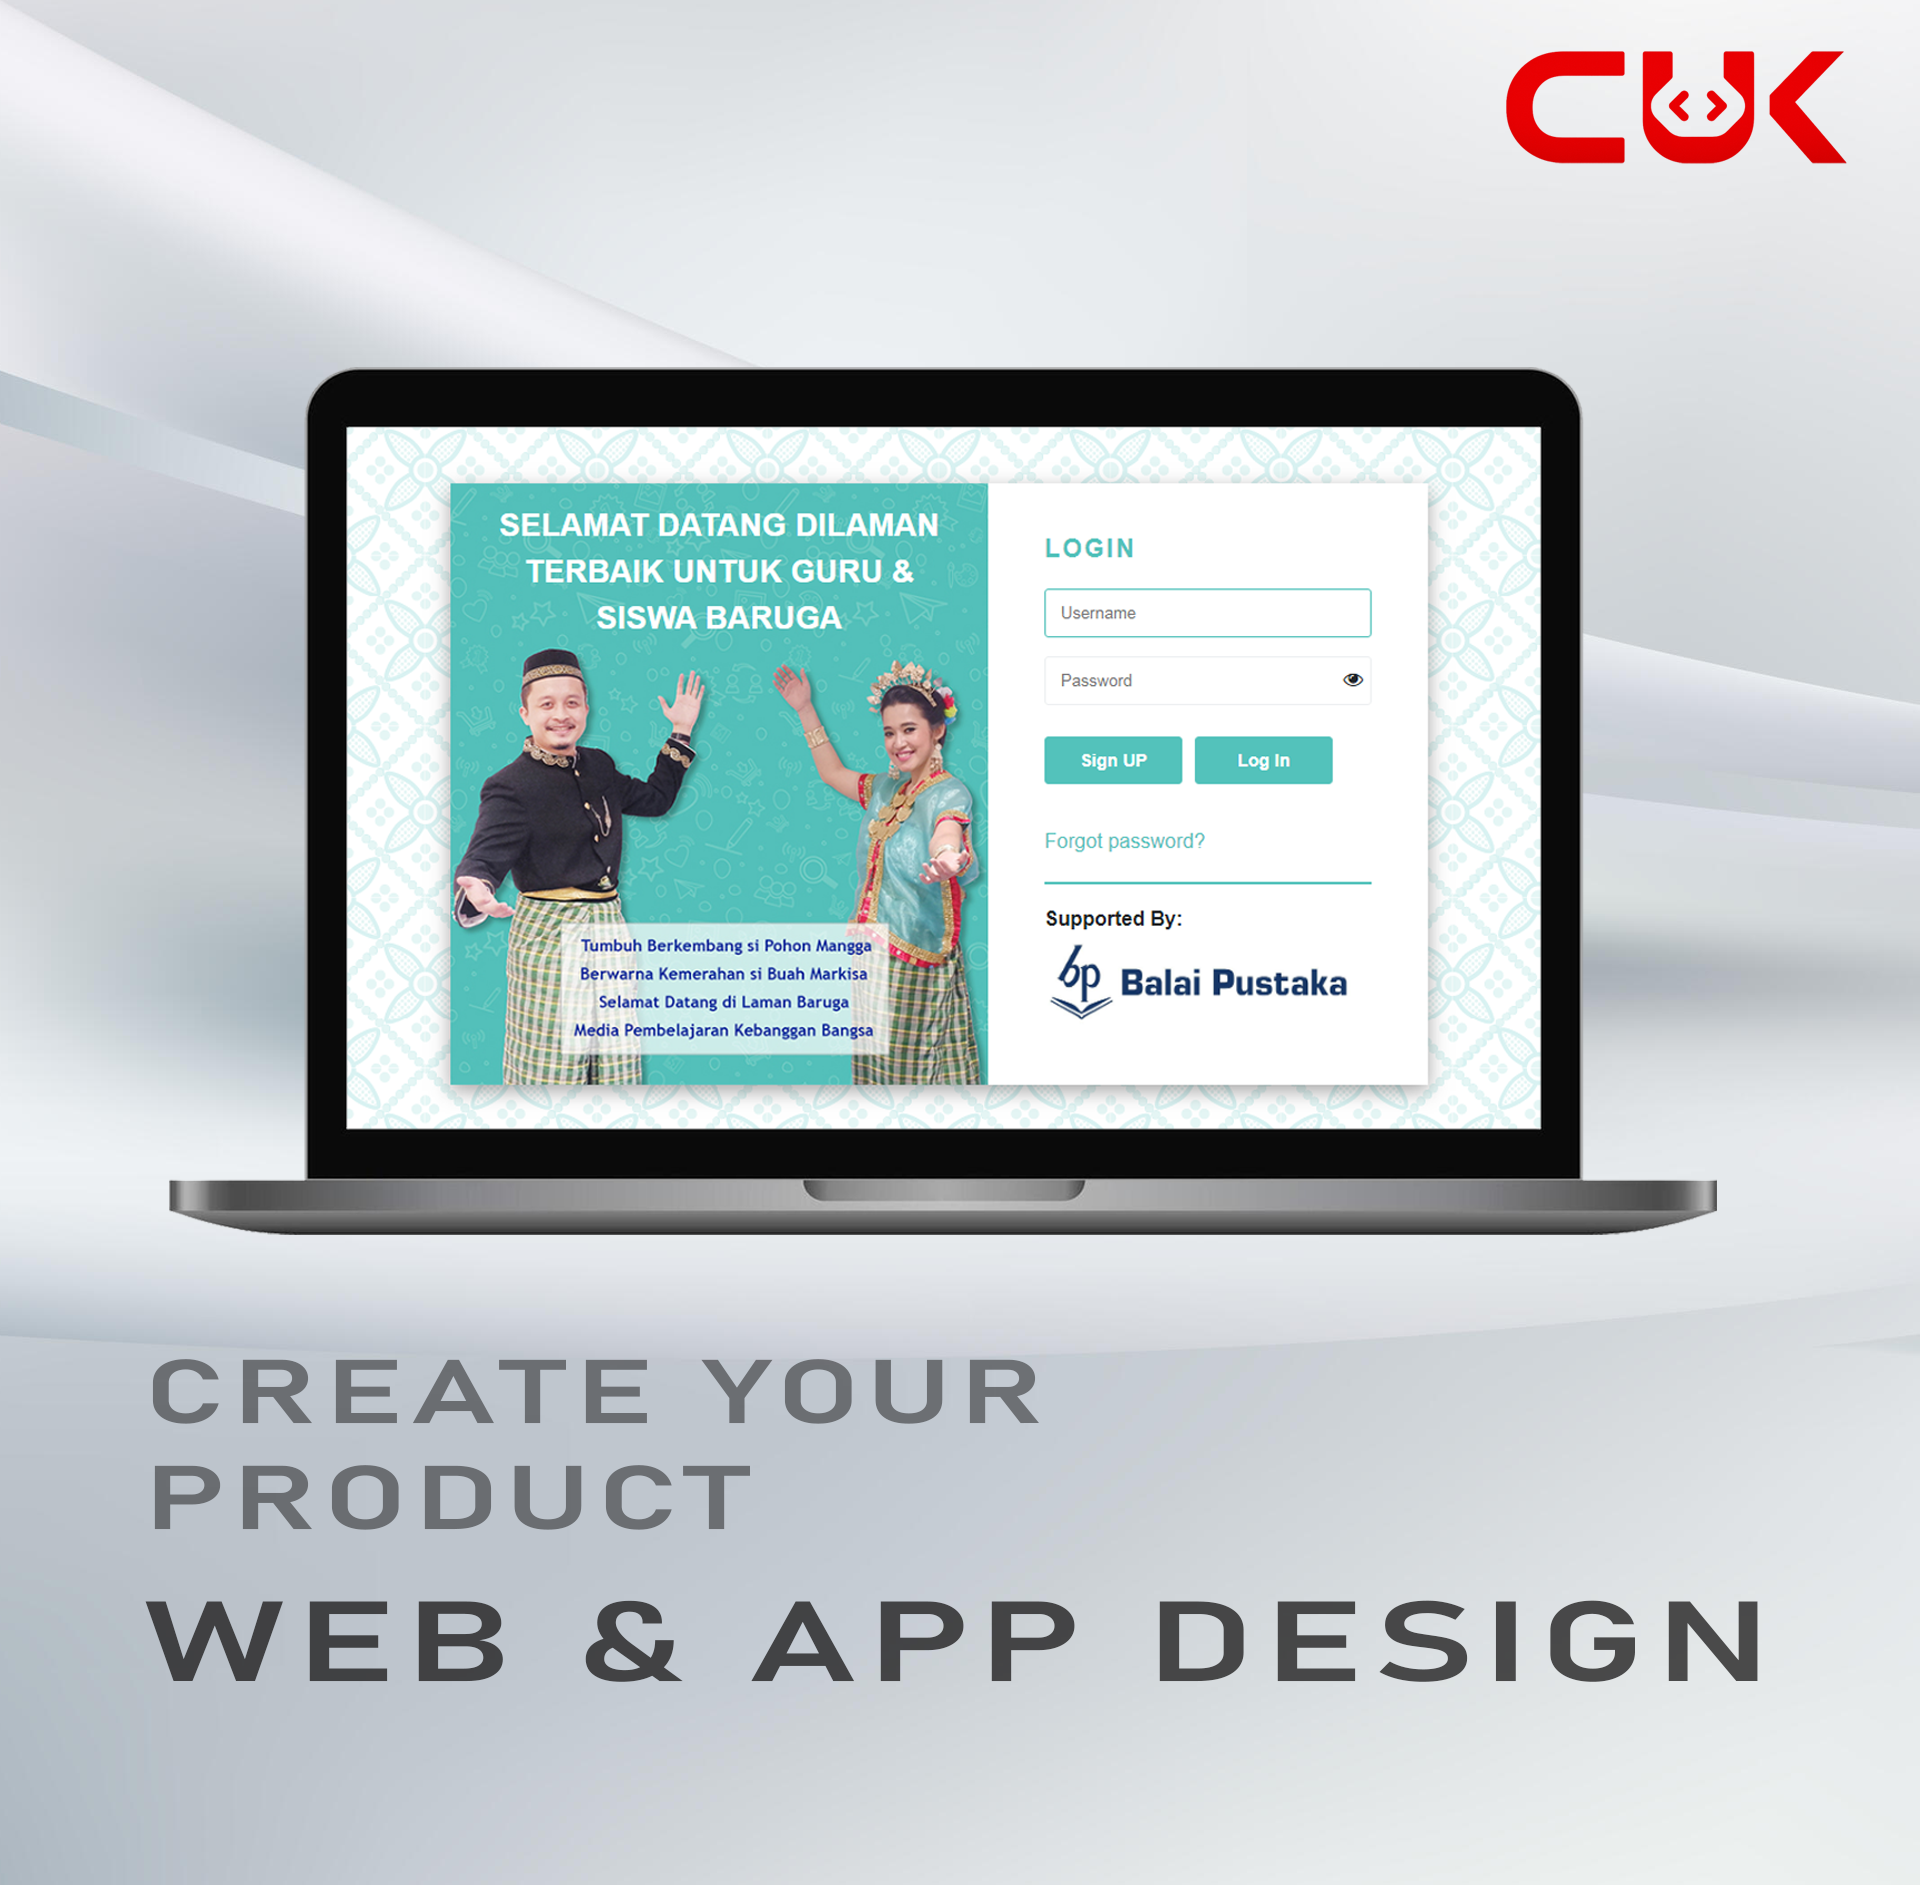 CUK
SELAMAT DATANG DILAMAN
TERBAIK UNTUK GURU &
SISWA BARUGA
Tumbuh Berkembang si Pohon Mangga
Berwarna Kemerahan si Buah Markisa
Selamat Datang di Laman Baruga
Media Pembelajaran Kebanggan Bangsa
LOGIN
Username
Password
Sign UP Log In
Forgot password?
Supported By:
bp Balai Pustaka
CREATE YOUR
PRODUCT
WEB & APP DESIGN